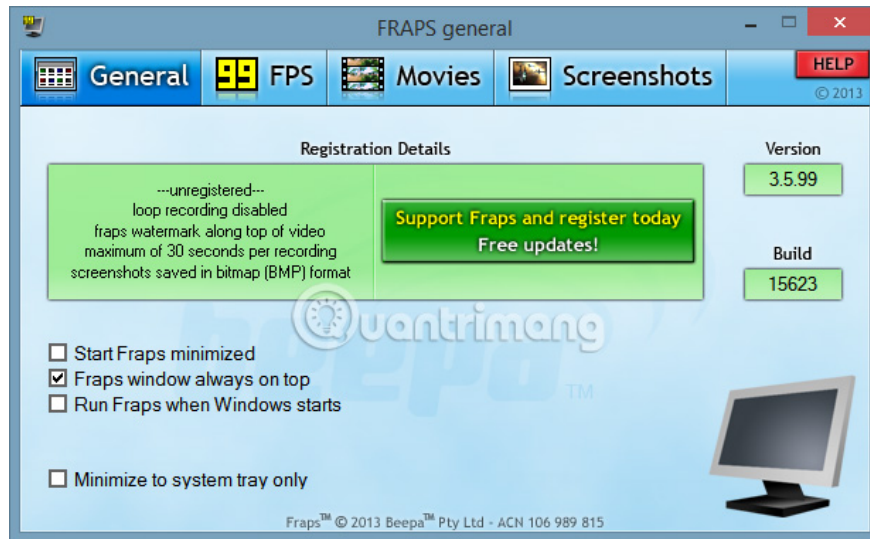 FRAPS general
General
99 FPS
Movies
Screenshots
HELP
© 2013
Registration Details
Version
---unregistered---
loop recording disabled
fraps watermark along top of video
maximum of 30 seconds per recording
screenshots saved in bitmap (BMP) format
Support Fraps and register today
Free updates!
3.5.99
Build
15623
Quantrimang
beepa TM
Start Fraps minimized
Fraps window always on top
Run Fraps when Windows starts
Minimize to system tray only
Fraps™ © 2013 Beepa™ Pty Ltd - ACN 106 989 815